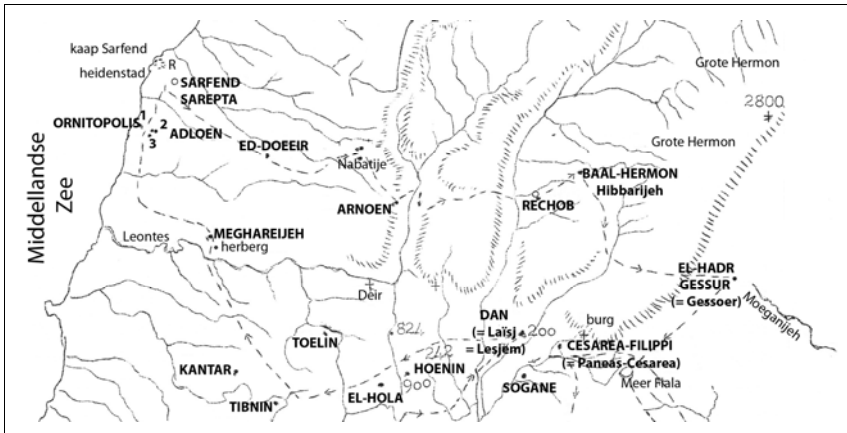 kaap Sarfend
heidenstad
R
SARFEND
SAREPTA
Grote Hermon
2800
ORNITOPOLIS
1
2
3
ADLOEN
ED-DOEEIR
Nabatije
Grote Hermon
BAAL-HERMON
Hibbarijeh
RECHOB
ARNOEN
Middellandse
Zee
MEGHAREIJEH
herberg
Leontes
EL-HADR
GESSUR
(= Gessoer)
Moeganijeh
Deir
DAN
(= Laïsj
= Lesjem)
200
burg
TOELIN
824
242
CESAREA-FILIPPI
(= Paneas-Cesarea)
KANTAR
HOENIN
900
SOGANE
Meer Fiala
TIBNIN
EL-HOLA